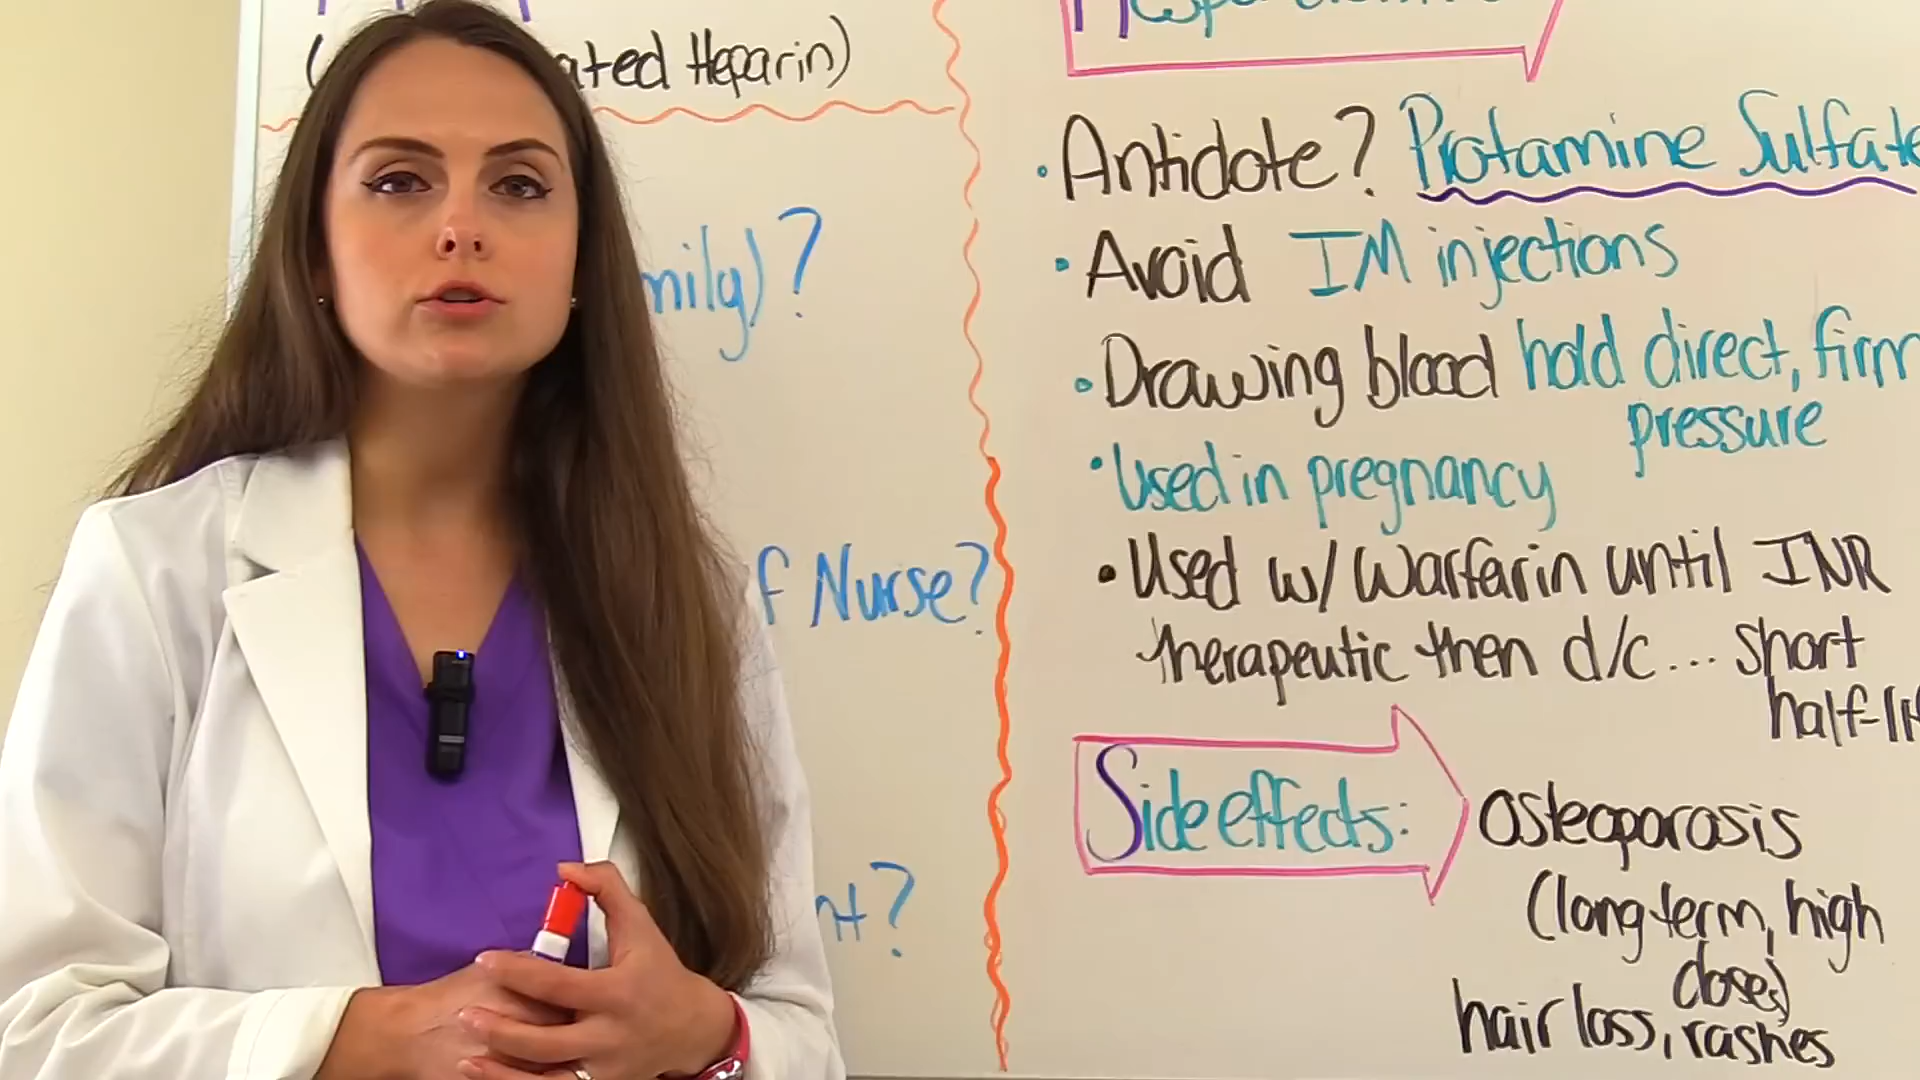 Heparin)
?
Nurse?
?
• Antidote? Protamine Sulfate
• Avoid IM injections
• Drawing blood hold direct, firm
pressure
• Used in pregnancy
• Used w/ Warfarin until INR
therapeutic then d/c... short
Side effects: Osteoporosis
(long term, high
doses)
hair loss, rashes